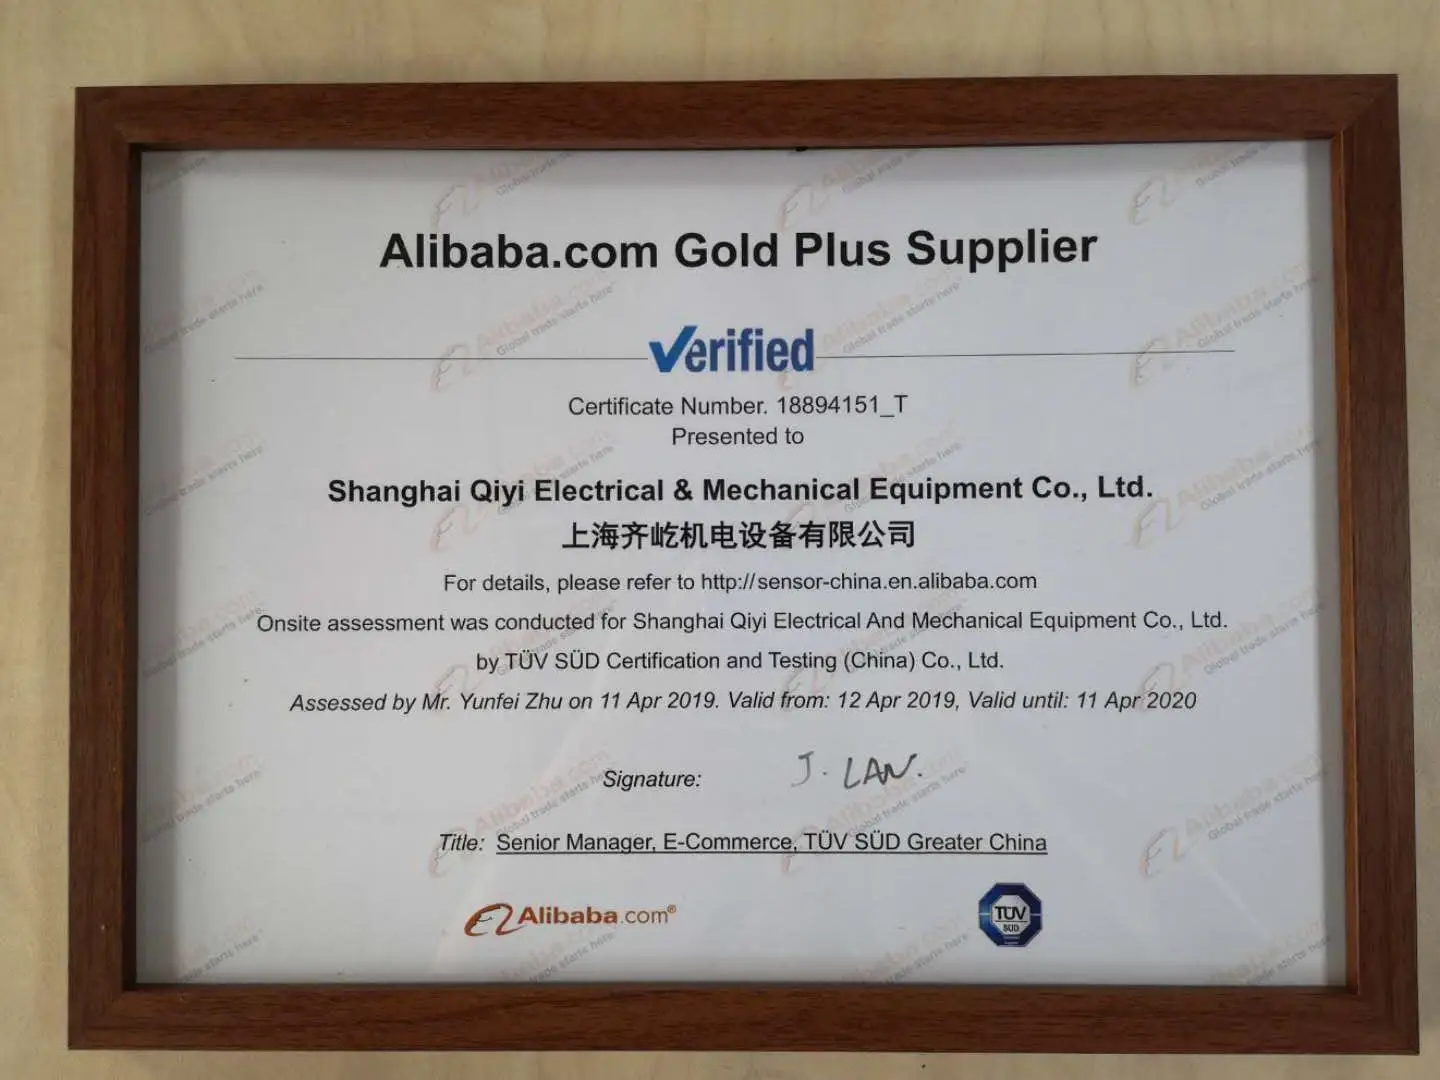 Alibaba.com Gold Plus Supplier
Verified
Certificate Number. 18894151_T
Presented to
Shanghai Qiyi Electrical & Mechanical Equipment Co., Ltd.
上海齐屹机电设备有限公司
For details, please refer to http://sensor-china.en.alibaba.com
Onsite assessment was conducted for Shanghai Qiyi Electrical And Mechanical Equipment Co., Ltd.
by TÜV SÜD Certification and Testing (China) Co., Ltd.
Assessed by Mr. Yunfei Zhu on 11 Apr 2019. Valid from: 12 Apr 2019, Valid until: 11 Apr 2020
Signature: J. LAN.
Title: Senior Manager, E-Commerce, TÜV SÜD Greater China
Alibaba.com®
TÜV
SÜD